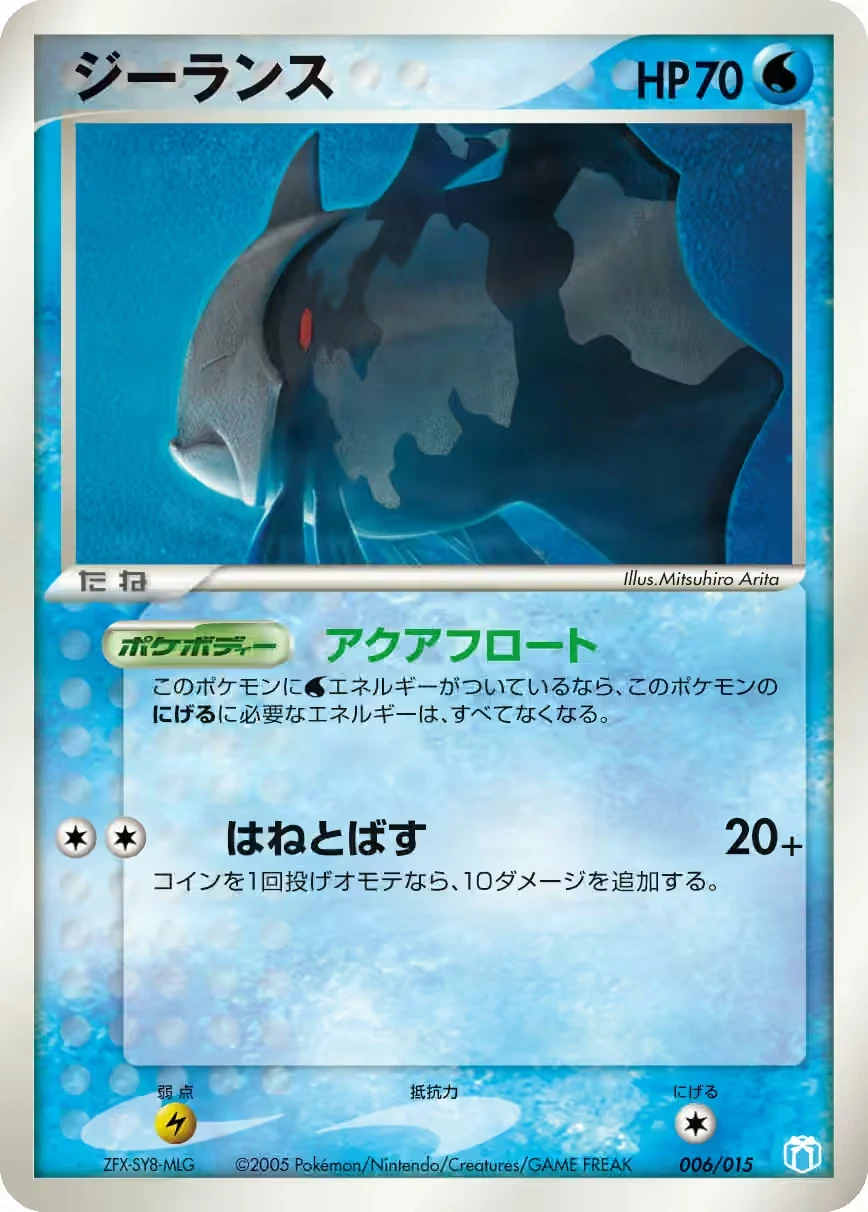 ジーランス HP70
たね Illus.Mitsuhiro Arita
ポケボディー アクアフロート
このポケモンにエネルギーがついているなら、このポケモンの
にげるに必要なエネルギーは、すべてなくなる。
はねとばす 20+
コインを1回投げオモテなら、10ダメージを追加する。
弱点 抵抗力 にげる
ZFX-SY8-MLG ©2005 Pokémon/Nintendo/Creatures/GAME FREAK 006/015